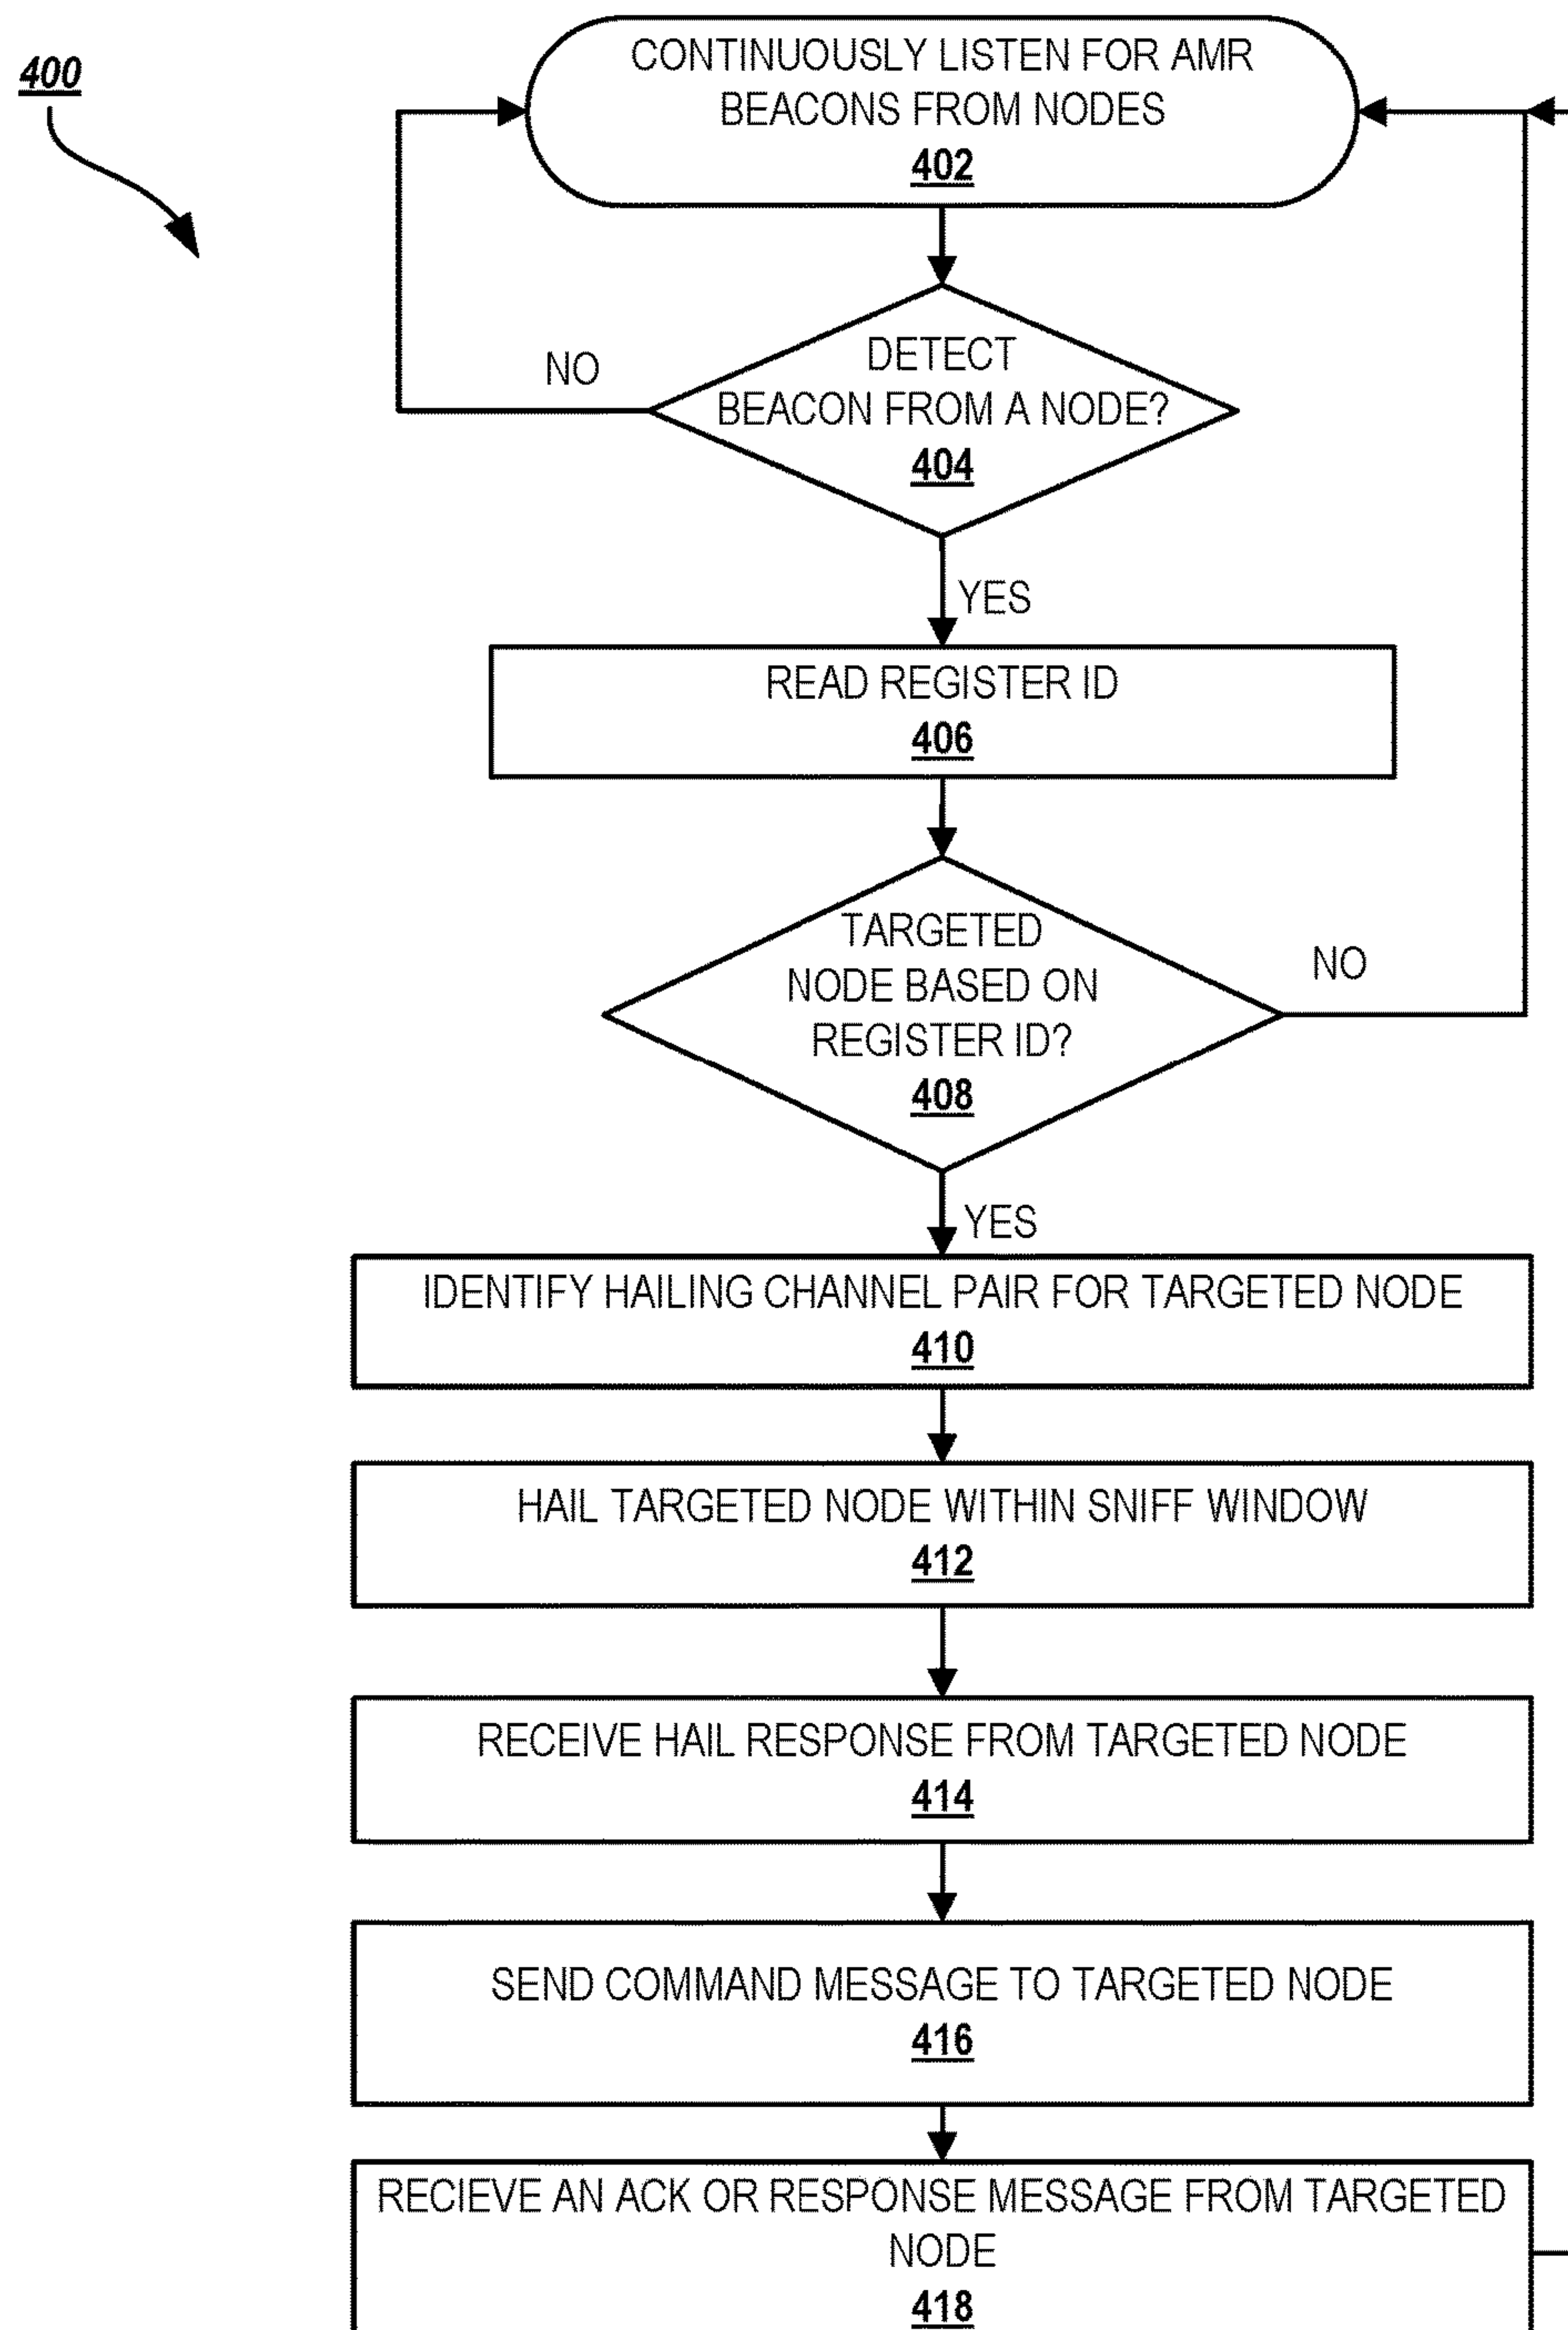 400
CONTINUOUSLY LISTEN FOR AMR
BEACONS FROM NODES
402
DETECT
BEACON FROM A NODE?
404
NO
YES
READ REGISTER ID
406
TARGETED
NODE BASED ON
REGISTER ID?
408
NO
YES
IDENTIFY HAILING CHANNEL PAIR FOR TARGETED NODE
410
HAIL TARGETED NODE WITHIN SNIFF WINDOW
412
RECEIVE HAIL RESPONSE FROM TARGETED NODE
414
SEND COMMAND MESSAGE TO TARGETED NODE
416
RECIEVE AN ACK OR RESPONSE MESSAGE FROM TARGETED
NODE
418